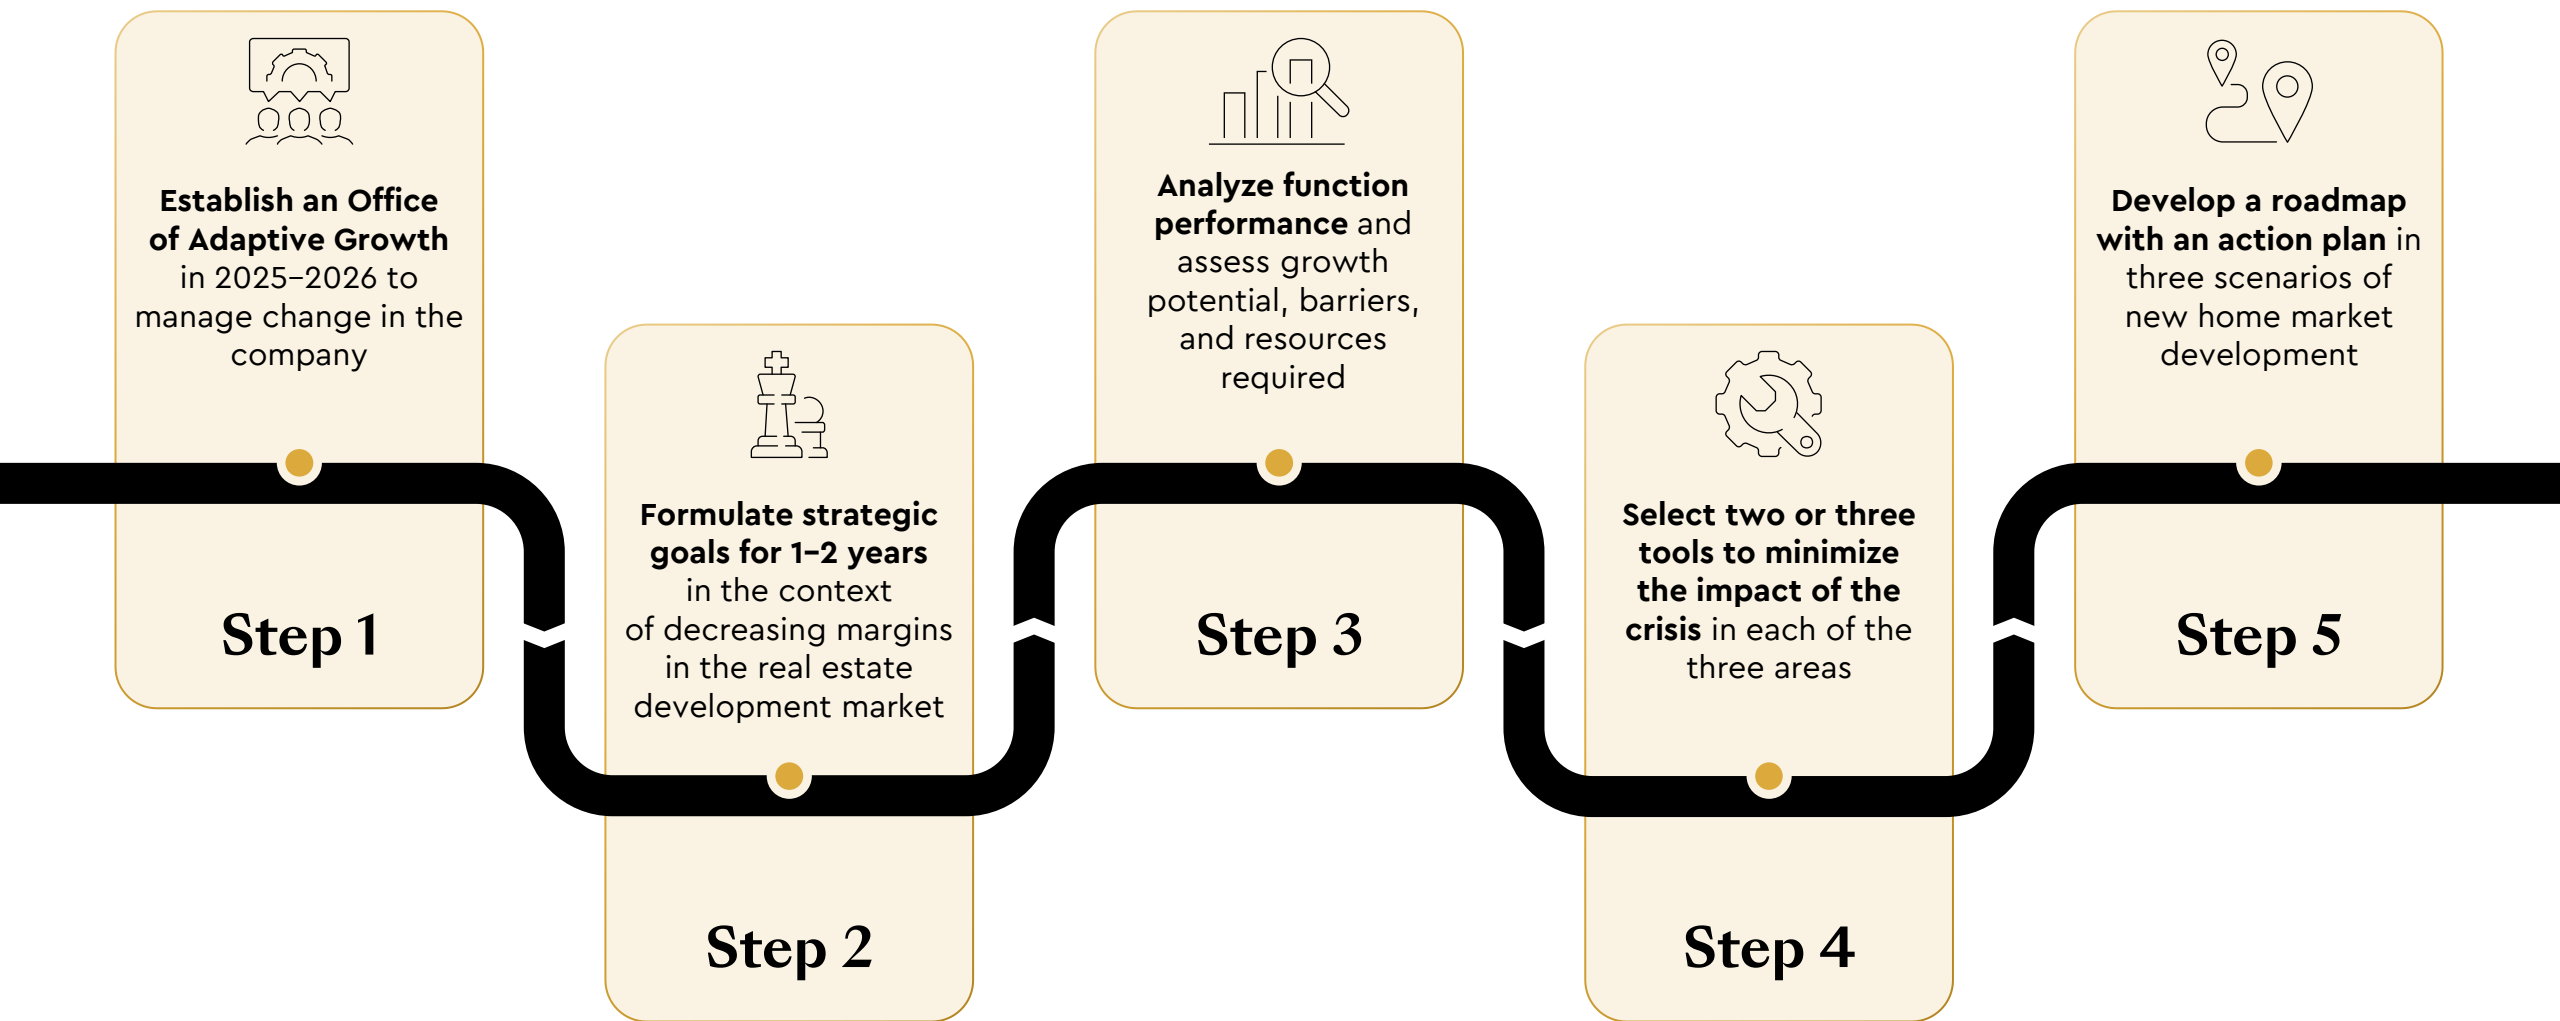 Establish an Office
of Adaptive Growth
in 2025–2026 to
manage change in the
company
Step 1
Formulate strategic
goals for 1–2 years
in the context
of decreasing margins
in the real estate
development market
Step 2
Analyze function
performance and
assess growth
potential, barriers,
and resources
required
Step 3
Select two or three
tools to minimize
the impact of the
crisis in each of the
three areas
Step 4
Develop a roadmap
with an action plan in
three scenarios of
new home market
development
Step 5